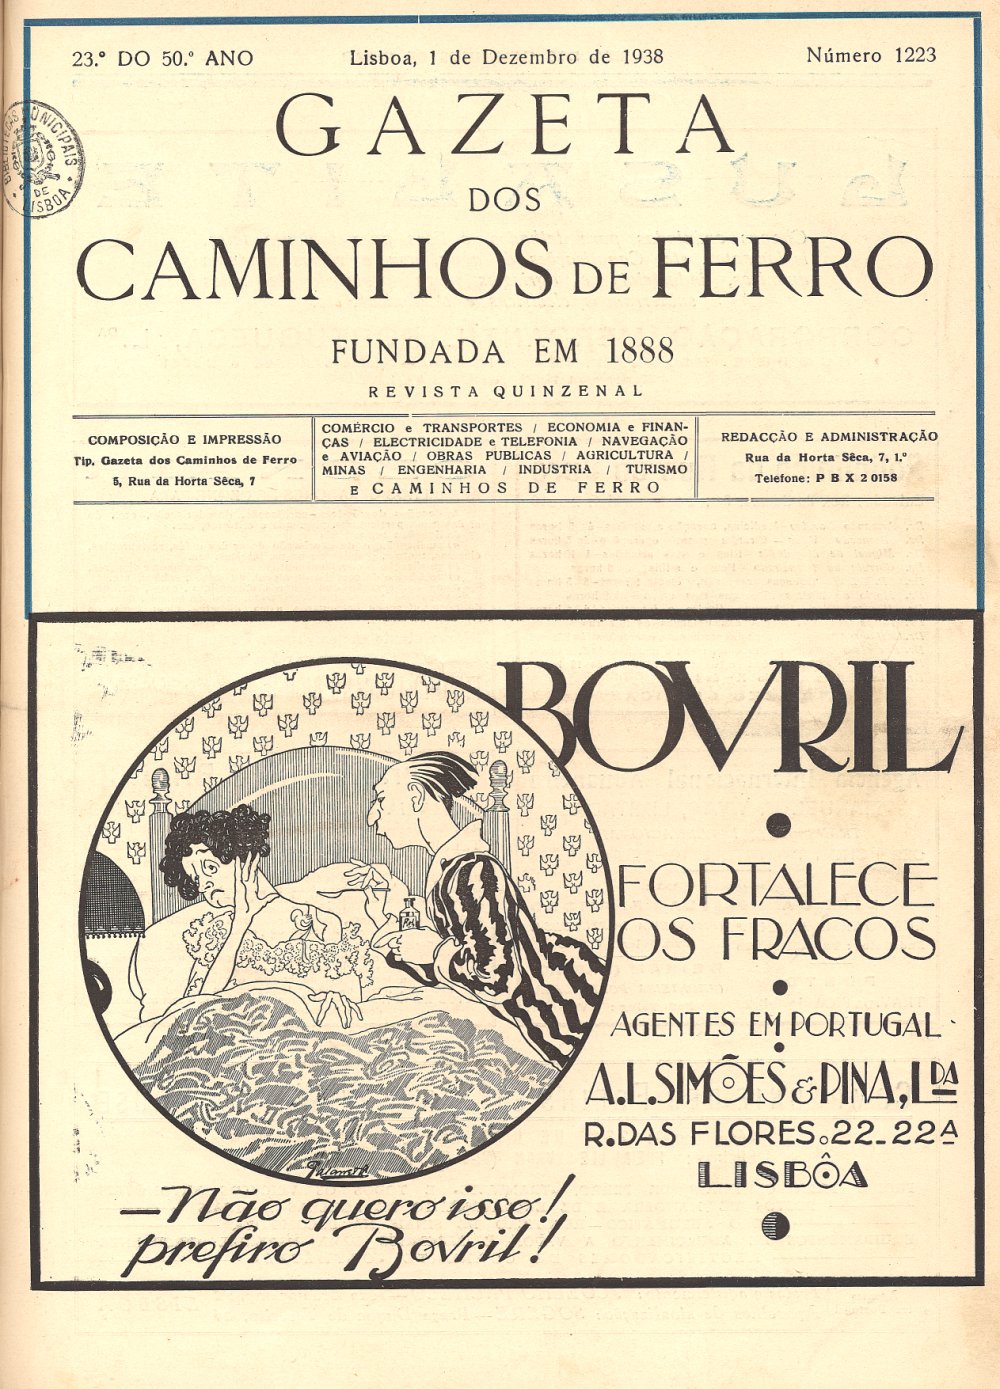 23.º DO 50.º ANO
Lisboa, 1 de Dezembro de 1938
Número 1223
BIBLIOTECAS MUNICIPAIS
DE
LISBOA
GAZETA
DOS
CAMINHOS DE FERRO
FUNDADA EM 1888
REVISTA QUINZENAL
COMPOSIÇÃO E IMPRESSÃO
Tip. Gazeta dos Caminhos de Ferro
5, Rua da Horta Sêca, 7
COMÉRCIO e TRANSPORTES / ECONOMIA e FINAN-
ÇAS / ELECTRICIDADE e TELEFONIA / NAVEGAÇÃO
e AVIAÇÃO / OBRAS PUBLICAS / AGRICULTURA /
MINAS / ENGENHARIA / INDUSTRIA / TURISMO
E CAMINHOS DE FERRO
REDACÇÃO E ADMINISTRAÇÃO
Rua da Horta Sêca, 7, 1.º
Telefone: P B X 2 0158
BOVRIL
FORTALECE
OS FRACOS
AGENTES EM PORTUGAL
A.L.SIMÕES & PINA, LDA
R. DAS FLORES. 22-22A
LISBÔA
—Não quero isso!
prefiro Bovril!